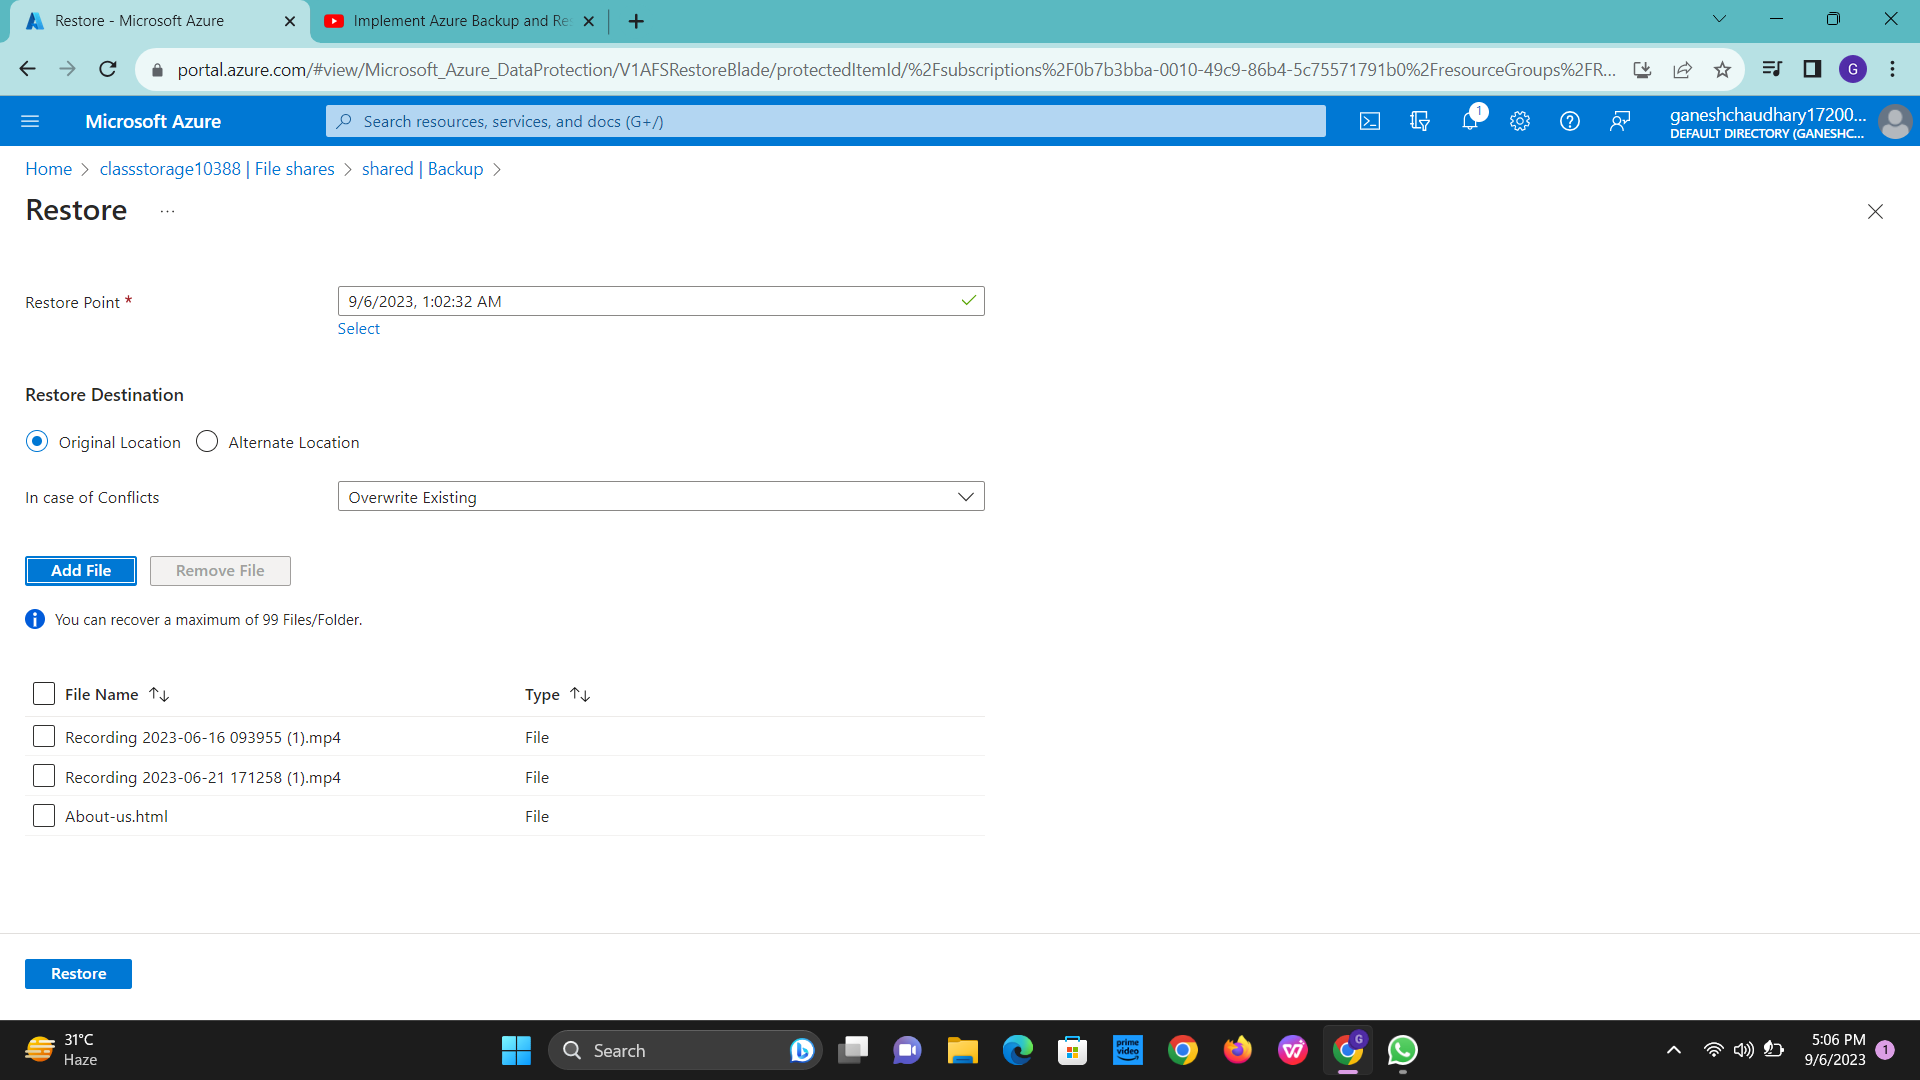 Restore - Microsoft Azure
Implement Azure Backup and Re
portal.azure.com/#view/Microsoft_Azure_DataProtection/V1AFSRestoreBlade/protectedItemId/%2Fsubscriptions%2F0b7b3bba-0010-49c9-86b4-5c75571791b0%2FresourceGroups%2FR...
G
Microsoft Azure
Search resources, services, and docs (G+/)
1
ganeshchaudhary17200...
DEFAULT DIRECTORY (GANESHC...
Home > classstorage10388 | File shares > shared | Backup >
Restore ...
Restore Point *
9/6/2023, 1:02:32 AM
Select
Restore Destination
Original Location
Alternate Location
In case of Conflicts
Overwrite Existing
Add File
Remove File
You can recover a maximum of 99 Files/Folder.
File Name
Type
Recording 2023-06-16 093955 (1).mp4
File
Recording 2023-06-21 171258 (1).mp4
File
About-us.html
File
Restore
31°C
Haze
Search
prime video
G
5:06 PM
9/6/2023
1